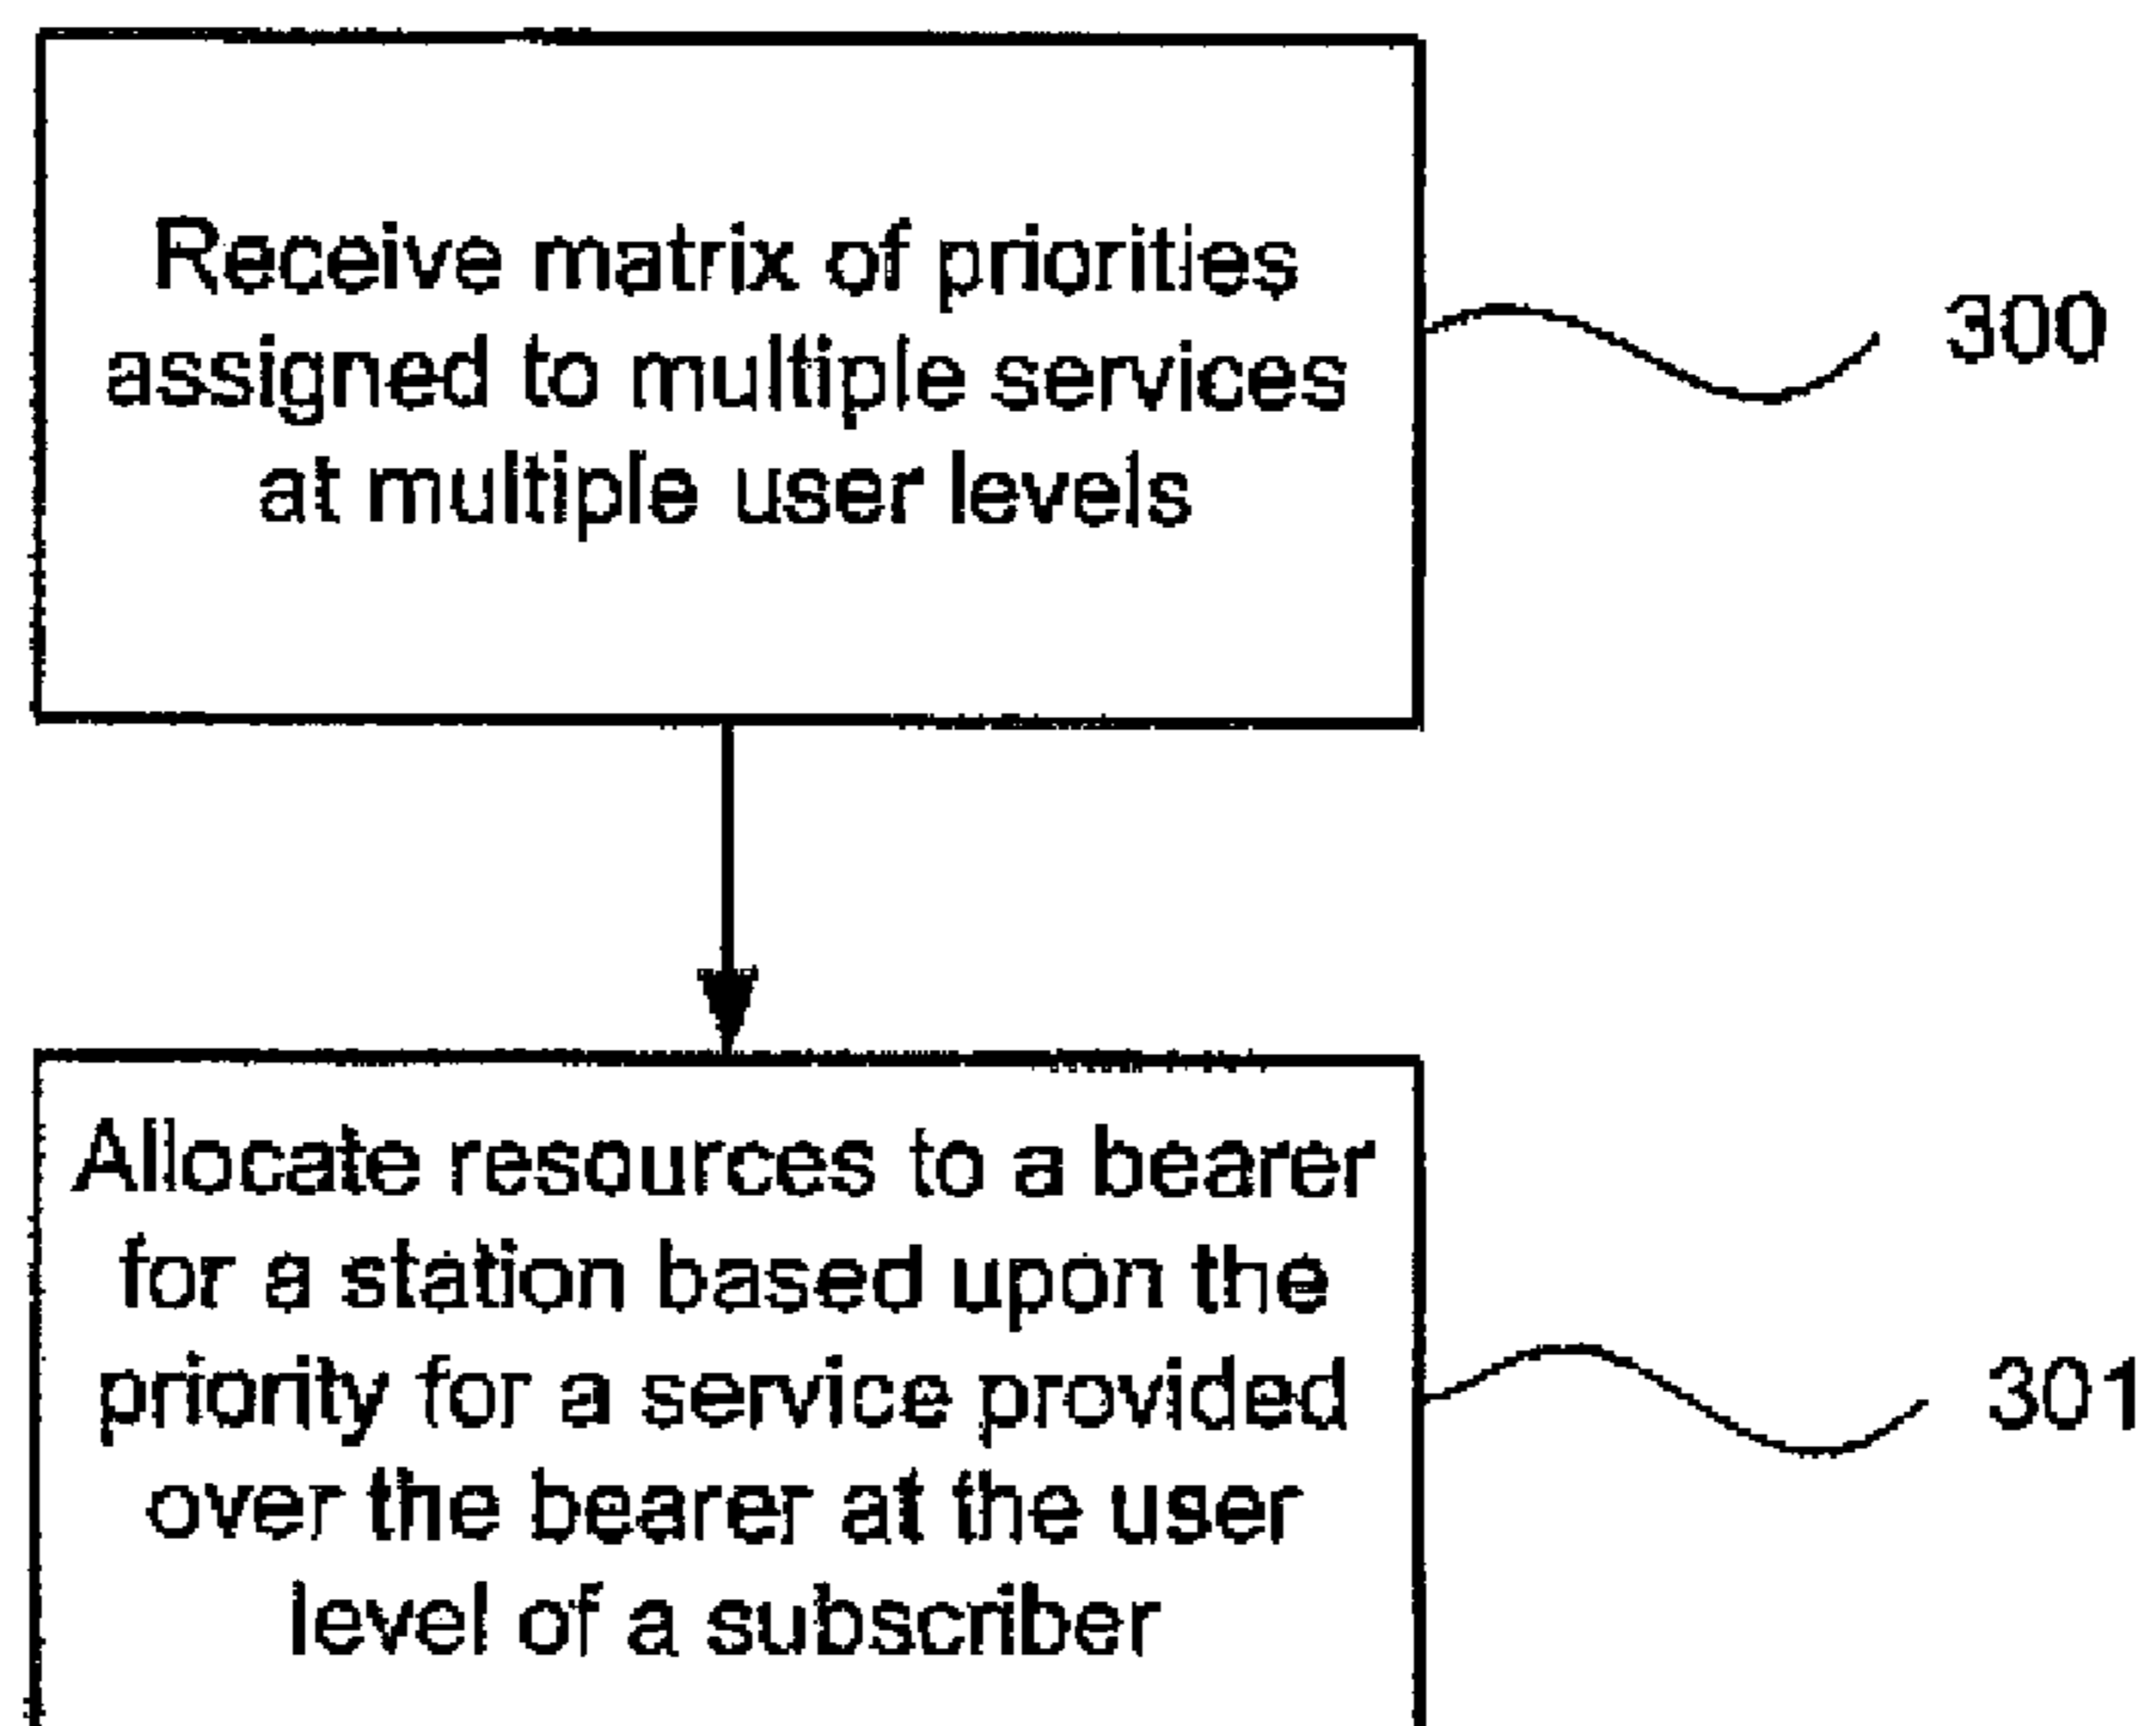 Receive matrix of priorities
assigned to multiple services
at multiple user levels
300
Allocate resources to a bearer
for a station based upon the
priority for a service provided
over the bearer at the user
level of a subscriber
301